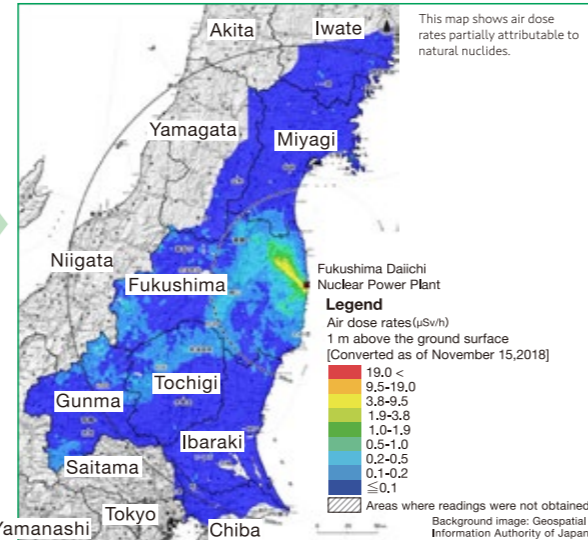 Akita
Iwate
This map shows air dose
rates partially attributable to
natural nuclides.
Yamagata
Miyagi
Niigata
Fukushima
Fukushima Daiichi
Nuclear Power Plant
Legend
Air dose rates(μSv/h)
1 m above the ground surface
[Converted as of November 15,2018]
19.0 <
9.5-19.0
3.8-9.5
1.9-3.8
1.0-1.9
0.5-1.0
0.2-0.5
0.1-0.2
≦0.1
Areas where readings were not obtained
Tochigi
Gunma
Ibaraki
Saitama
Yamanashi
Tokyo
Chiba
Background image: Geospatial
Information Authority of Japan